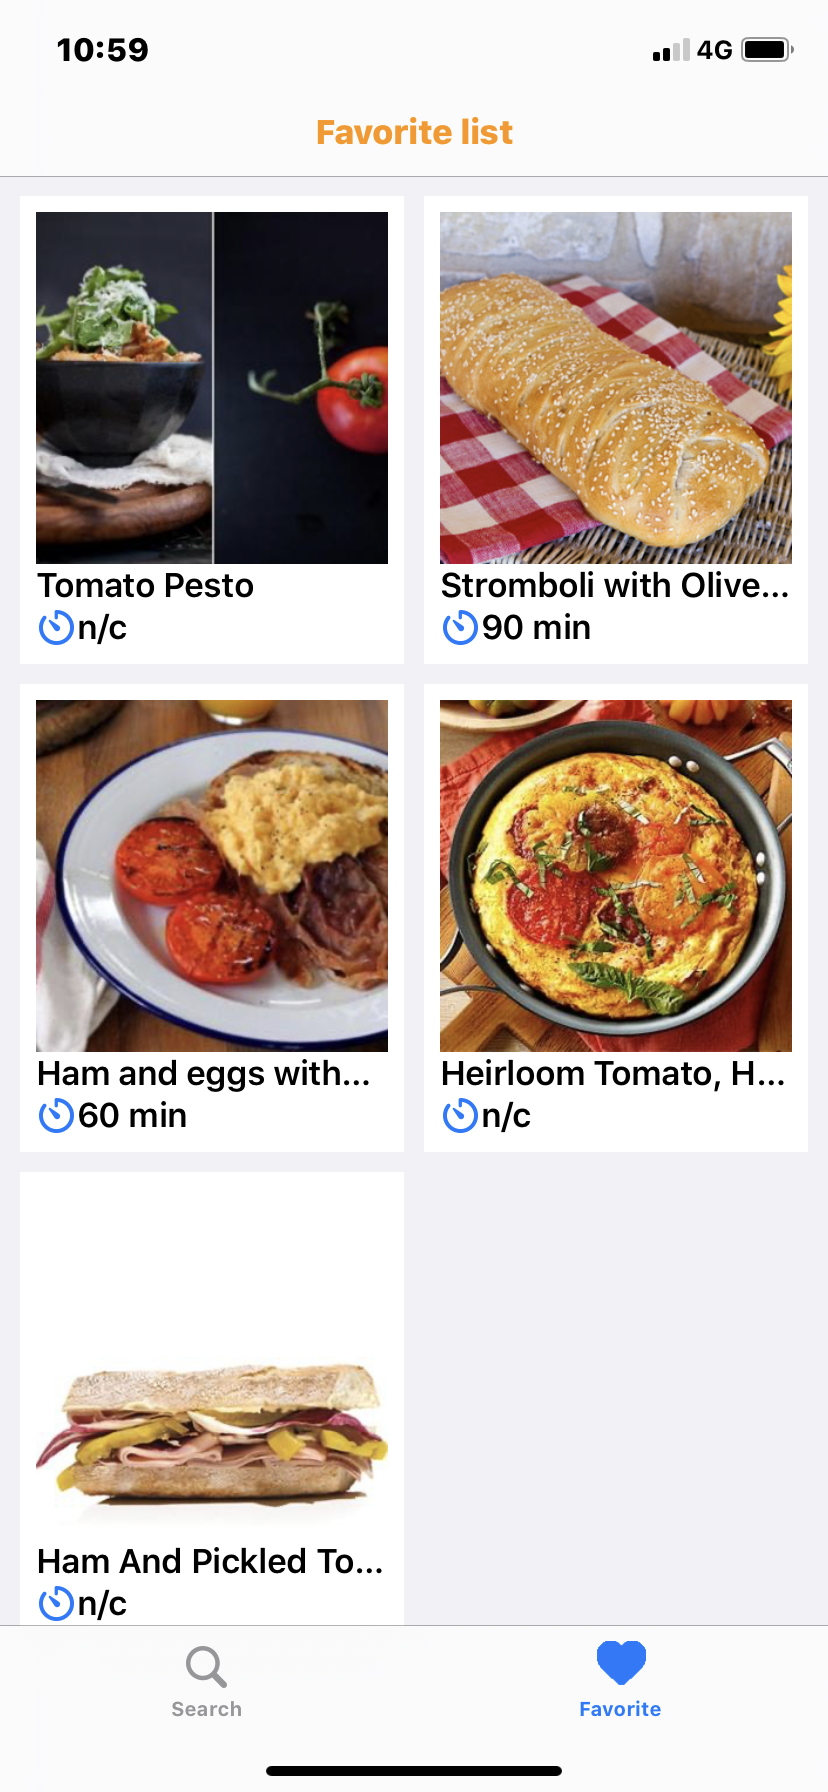 10:59
4G
Favorite list
Tomato Pesto
n/c
Stromboli with Olive...
90 min
Ham and eggs with...
60 min
Heirloom Tomato, H...
n/c
Ham And Pickled To...
n/c
Search
Favorite